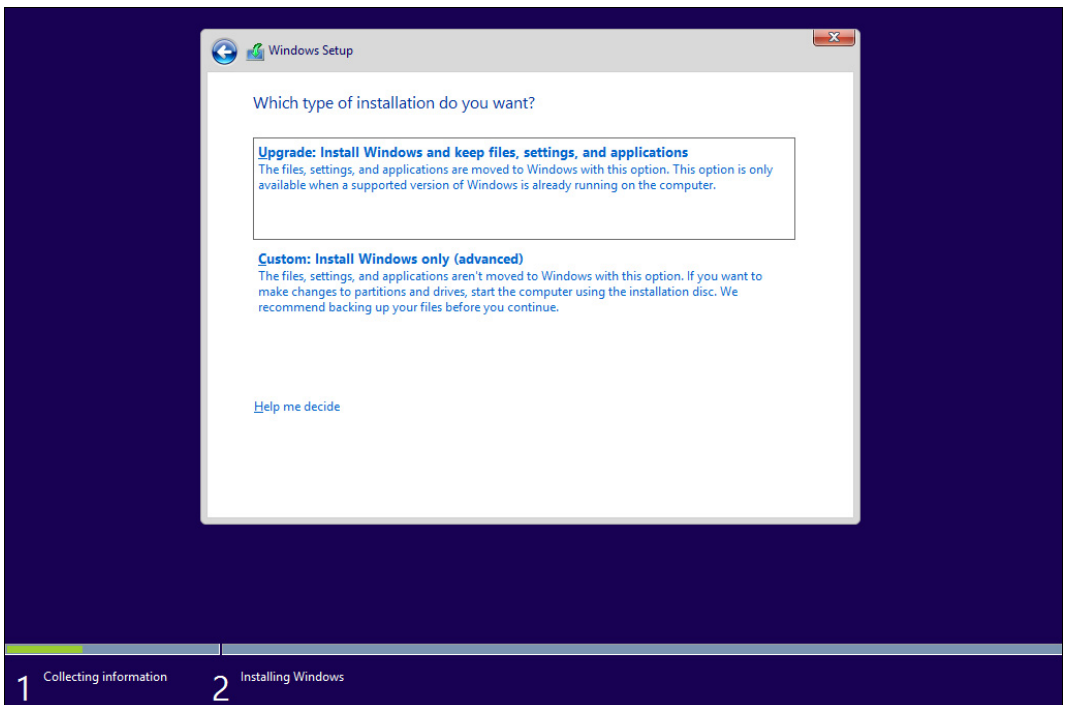 Windows Setup
Which type of installation do you want?
Upgrade: Install Windows and keep files, settings, and applications
The files, settings, and applications are moved to Windows with this option. This option is only
available when a supported version of Windows is already running on the computer.
Custom: Install Windows only (advanced)
The files, settings, and applications aren't moved to Windows with this option. If you want to
make changes to partitions and drives, start the computer using the installation disc. We
recommend backing up your files before you continue.
Help me decide
1 Collecting information
2 Installing Windows